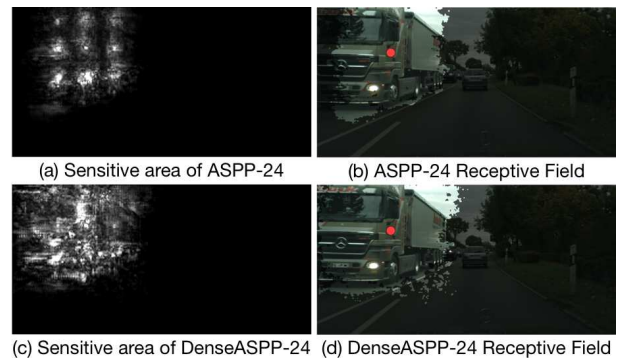 (a) Sensitive area of ASPP-24
(b) ASPP-24 Receptive Field
(c) Sensitive area of DenseASPP-24
(d) DenseASPP-24 Receptive Field